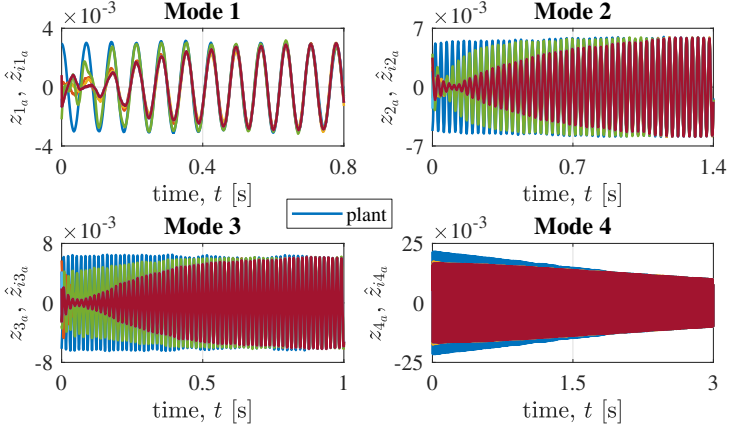 Mode 1
×10⁻³
4
0
-4
z₁ₐ, ẑᵢ₁ₐ
0
0.4
0.8
time, t [s]
Mode 2
×10⁻³
7
0
-7
z₂ₐ, ẑᵢ₂ₐ
0
0.7
1.4
time, t [s]
plant
Mode 3
×10⁻³
8
0
-8
z₃ₐ, ẑᵢ₃ₐ
0
0.5
1
time, t [s]
Mode 4
×10⁻³
25
0
-25
z₄ₐ, ẑᵢ₄ₐ
0
1.5
3
time, t [s]